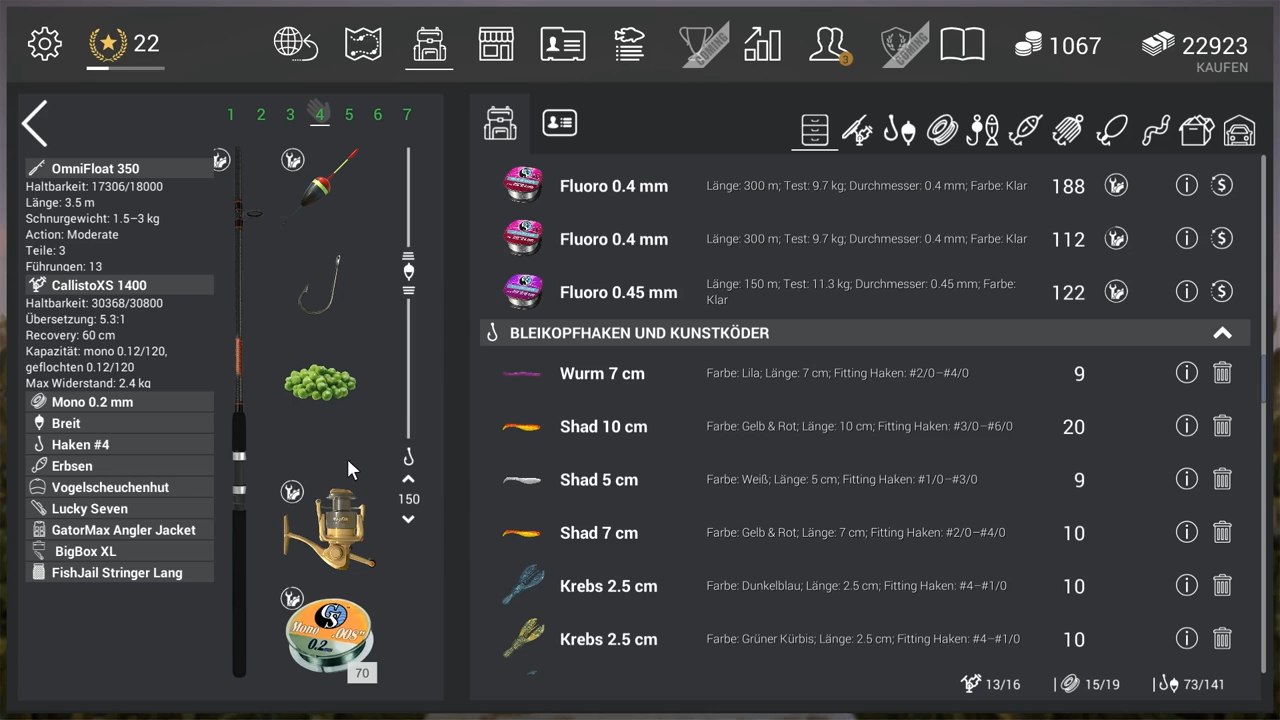 22
COMING
3
COMING
1067
22923
KAUFEN
1 2 3 4 5 6 7
OmniFloat 350
Haltbarkeit: 17306/18000
Länge: 3.5 m
Schnurgewicht: 1.5–3 kg
Action: Moderate
Teile: 3
Führungen: 13
CallistoXS 1400
Haltbarkeit: 30368/30800
Übersetzung: 5.3:1
Recovery: 60 cm
Kapazität: mono 0.12/120,
geflochten 0.12/120
Max Widerstand: 2.4 kg
Mono 0.2 mm
Breit
Haken #4
Erbsen
Vogelscheuchenhut
Lucky Seven
GatorMax Angler Jacket
BigBox XL
FishJail Stringer Lang
150
GS
Mono .008"
0.2
70
Fluoro 0.4 mm Länge: 300 m; Test: 9.7 kg; Durchmesser: 0.4 mm; Farbe: Klar 188
Fluoro 0.4 mm Länge: 300 m; Test: 9.7 kg; Durchmesser: 0.4 mm; Farbe: Klar 112
Fluoro 0.45 mm Länge: 150 m; Test: 11.3 kg; Durchmesser: 0.45 mm; Farbe: 122
Klar
BLEIKOPFHAKEN UND KUNSTKÖDER
Wurm 7 cm Farbe: Lila; Länge: 7 cm; Fitting Haken: #2/0–#4/0 9
Shad 10 cm Farbe: Gelb & Rot; Länge: 10 cm; Fitting Haken: #3/0–#6/0 20
Shad 5 cm Farbe: Weiß; Länge: 5 cm; Fitting Haken: #1/0–#3/0 9
Shad 7 cm Farbe: Gelb & Rot; Länge: 7 cm; Fitting Haken: #2/0–#4/0 10
Krebs 2.5 cm Farbe: Dunkelblau; Länge: 2.5 cm; Fitting Haken: #4–#1/0 10
Krebs 2.5 cm Farbe: Grüner Kürbis; Länge: 2.5 cm; Fitting Haken: #4–#1/0 10
13/16 | 15/19 | 73/141